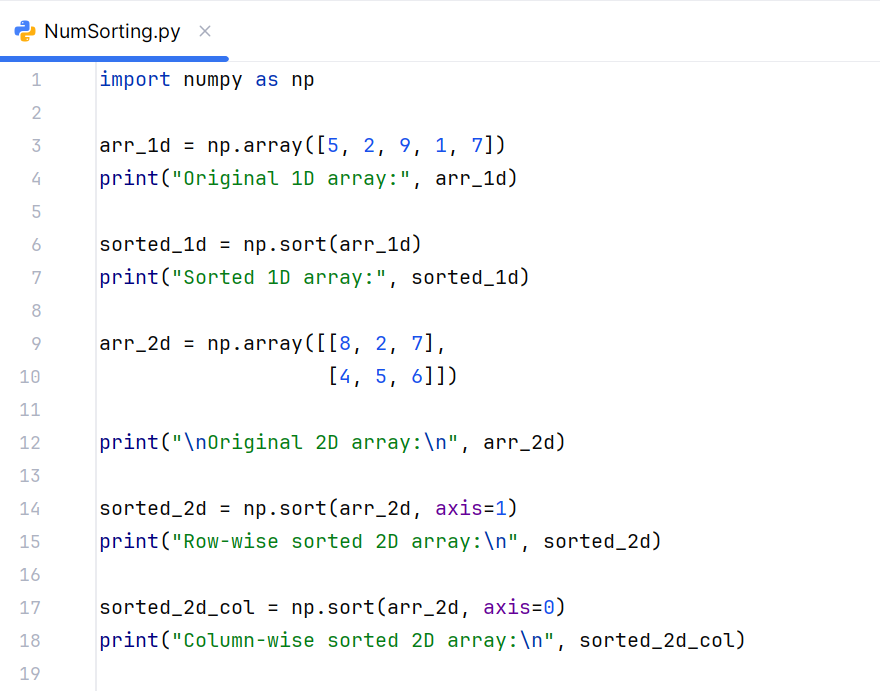 NumSorting.py
1 import numpy as np
2
3 arr_1d = np.array([5, 2, 9, 1, 7])
4 print("Original 1D array:", arr_1d)
5
6 sorted_1d = np.sort(arr_1d)
7 print("Sorted 1D array:", sorted_1d)
8
9 arr_2d = np.array([[8, 2, 7],
10                    [4, 5, 6]])
11
12 print("\nOriginal 2D array:\n", arr_2d)
13
14 sorted_2d = np.sort(arr_2d, axis=1)
15 print("Row-wise sorted 2D array:\n", sorted_2d)
16
17 sorted_2d_col = np.sort(arr_2d, axis=0)
18 print("Column-wise sorted 2D array:\n", sorted_2d_col)
19